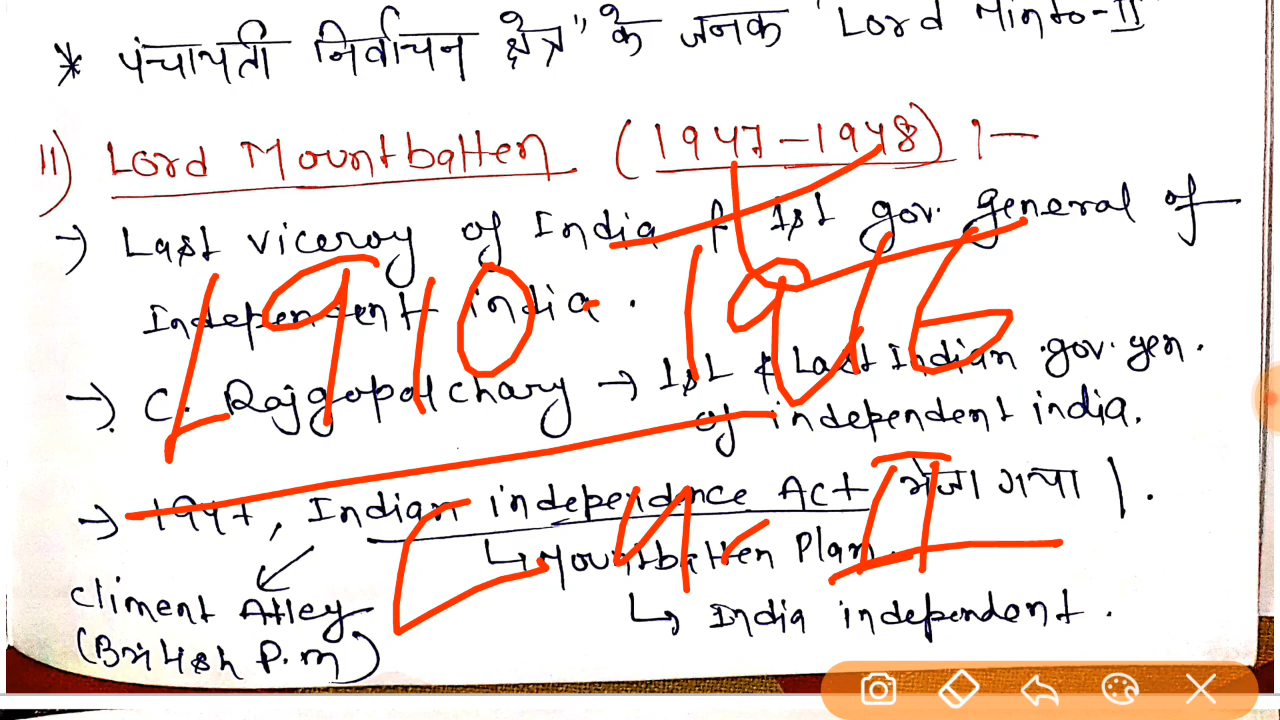 * पंचायती निर्वाचन क्षेत्र" के जनक "Lord Minto-II
11) Lord Mountbatten (1947-1948) :-
→ Last viceroy of India & 1st gov. general of
Independent india.
→ C. Rajgopalchary → 1st & Last Indian gov. gen.
of independent india.
→ 1947, Indian independence Act भेजा गया |.
↳ Mountbatten Plan.
Climent Atley
↳ India independent.
(British P.m)
1910
1906